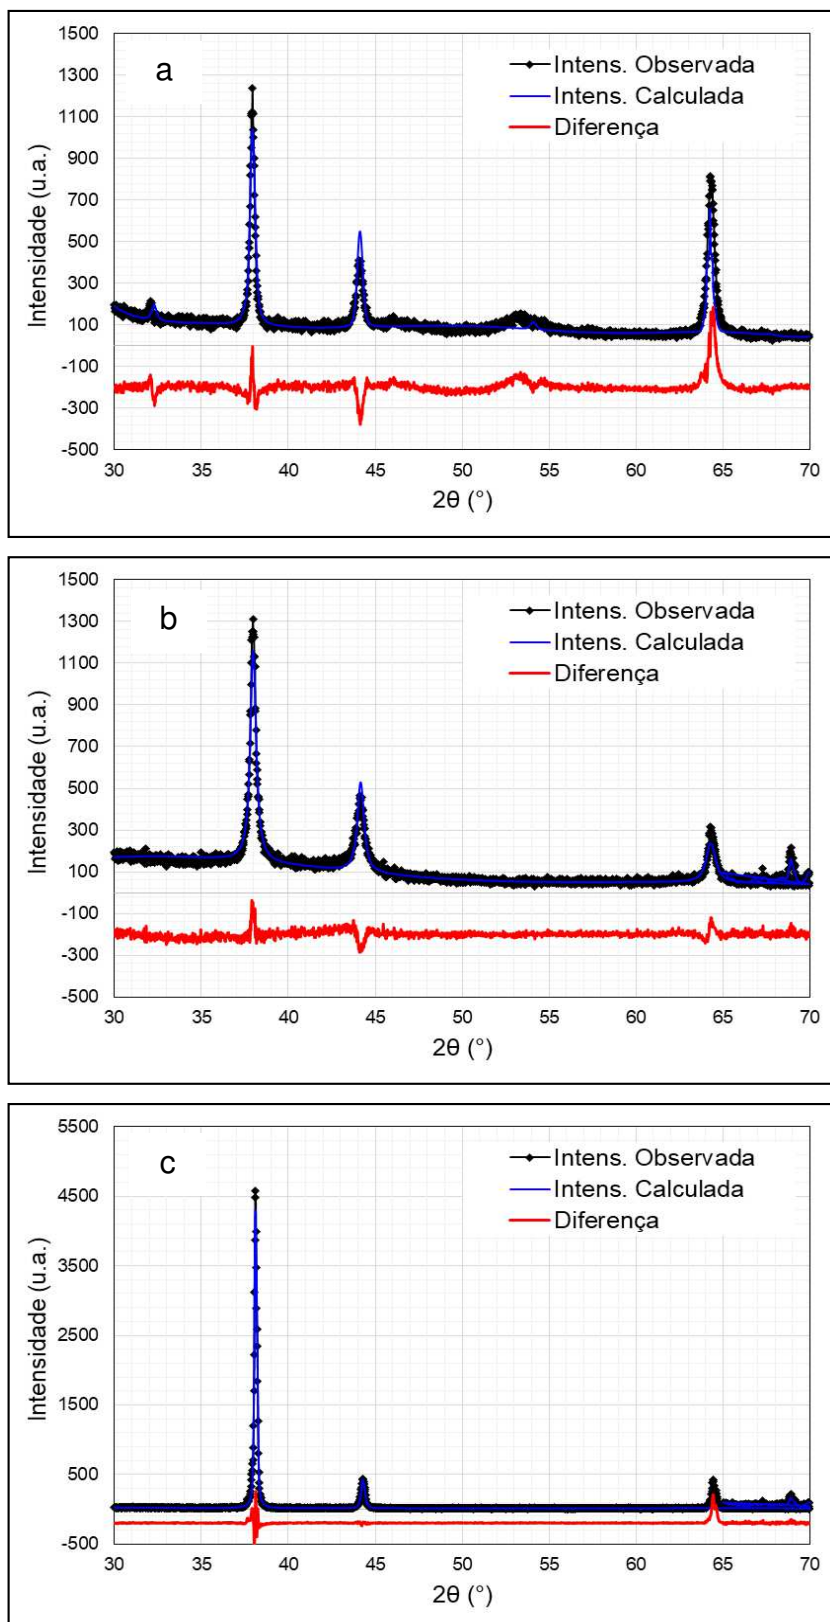 a
Intens. Observada
Intens. Calculada
Diferença
Intensidade (u.a.)
1500
1300
1100
900
700
500
300
100
-100
-300
-500
30 35 40 45 50 55 60 65 70
2θ (°)
b
Intens. Observada
Intens. Calculada
Diferença
Intensidade (u.a.)
1500
1300
1100
900
700
500
300
100
-100
-300
-500
30 35 40 45 50 55 60 65 70
2θ (°)
c
Intens. Observada
Intens. Calculada
Diferença
Intensidade (u.a.)
5500
4500
3500
2500
1500
500
-500
30 35 40 45 50 55 60 65 70
2θ (°)